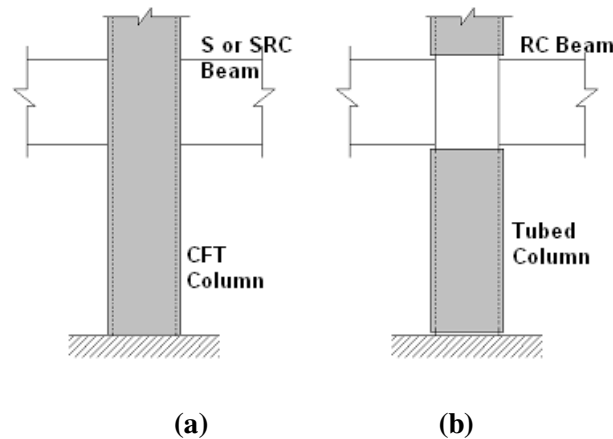 S or SRC
Beam
CFT
Column
RC Beam
Tubed
Column
(a)
(b)